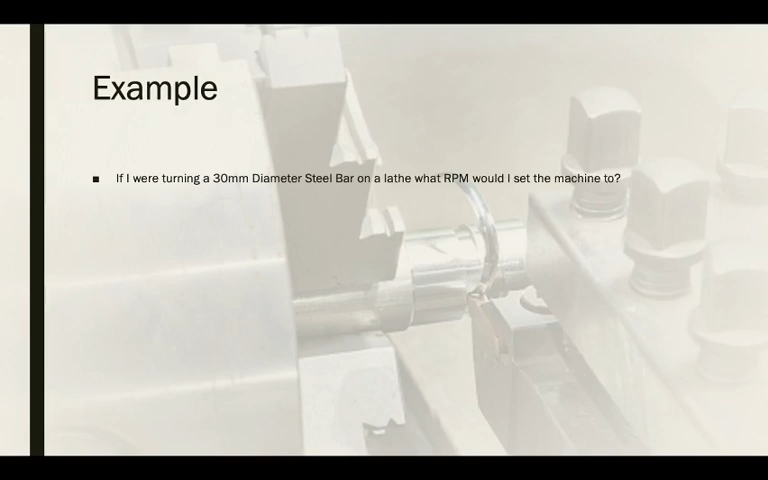 Example
If I were turning a 30mm Diameter Steel Bar on a lathe what RPM would I set the machine to?